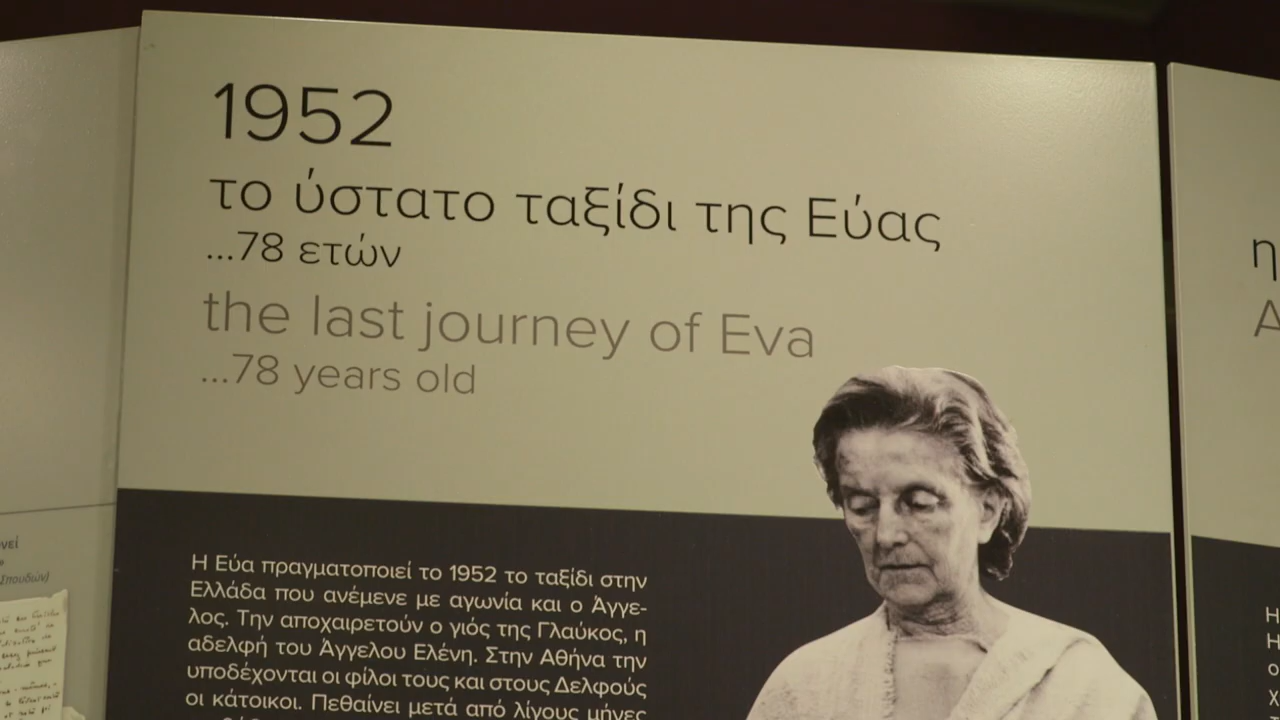 1952
το ύστατο ταξίδι της Εύας
...78 ετών
the last journey of Eva
...78 years old
Η Εύα πραγματοποιεί το 1952 το ταξίδι στην
Ελλάδα που ανέμενε με αγωνία και ο Άγγε-
λος. Την αποχαιρετούν ο γιός της Γλαύκος, η
αδελφή του Άγγελου Ελένη. Στην Αθήνα την
υποδέχονται οι φίλοι τους και στους Δελφούς
οι κάτοικοι. Πεθαίνει μετά από λίγους μήνες
Σπουδών)
η
A
Η
Η
ο
χ